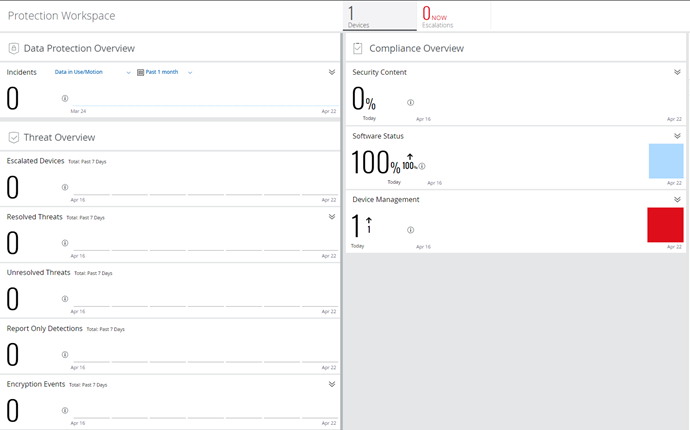 Protection Workspace
1
Devices
0 NOW
Escalations
Data Protection Overview
Incidents Data in Use/Motion Past 1 month
0
Mar 24 Apr 22
Threat Overview
Escalated Devices Total: Past 7 Days
0
Apr 16 Apr 22
Resolved Threats Total: Past 7 Days
0
Apr 16 Apr 22
Unresolved Threats Total: Past 7 Days
0
Apr 16 Apr 22
Report Only Detections Total: Past 7 Days
0
Apr 16 Apr 22
Encryption Events Total: Past 7 Days
0
Compliance Overview
Security Content
0%
Today Apr 16 Apr 22
Software Status
100% 100%
Today Apr 16 Apr 22
Device Management
1 1
Today Apr 16 Apr 22